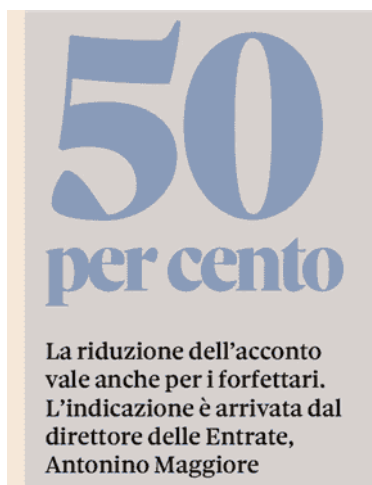 50
per cento
La riduzione dell’acconto
vale anche per i forfettari.
L’indicazione è arrivata dal
direttore delle Entrate,
Antonino Maggiore